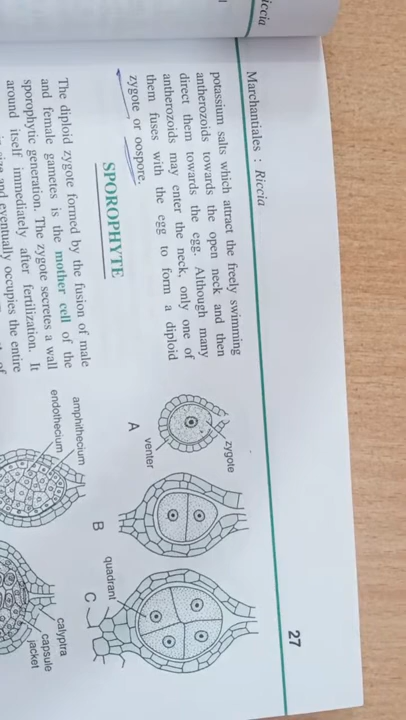 Riccia
Marchantiales : Riccia
27
potassium salts which attract the freely swimming
antherozoids towards the open neck and then
direct them towards the egg. Although many
antherozoids may enter the neck, only one of
them fuses with the egg to form a diploid
zygote or oospore.
SPOROPHYTE
The diploid zygote formed by the fusion of male
and female gametes is the mother cell of the
sporophytic generation. The zygote secretes a wall
around itself immediately after fertilization. It
size and eventually occupies the entire
of
zygote
venter
A
B
quadrant
C
amphithecium
endothecium
calyptra
capsule
jacket